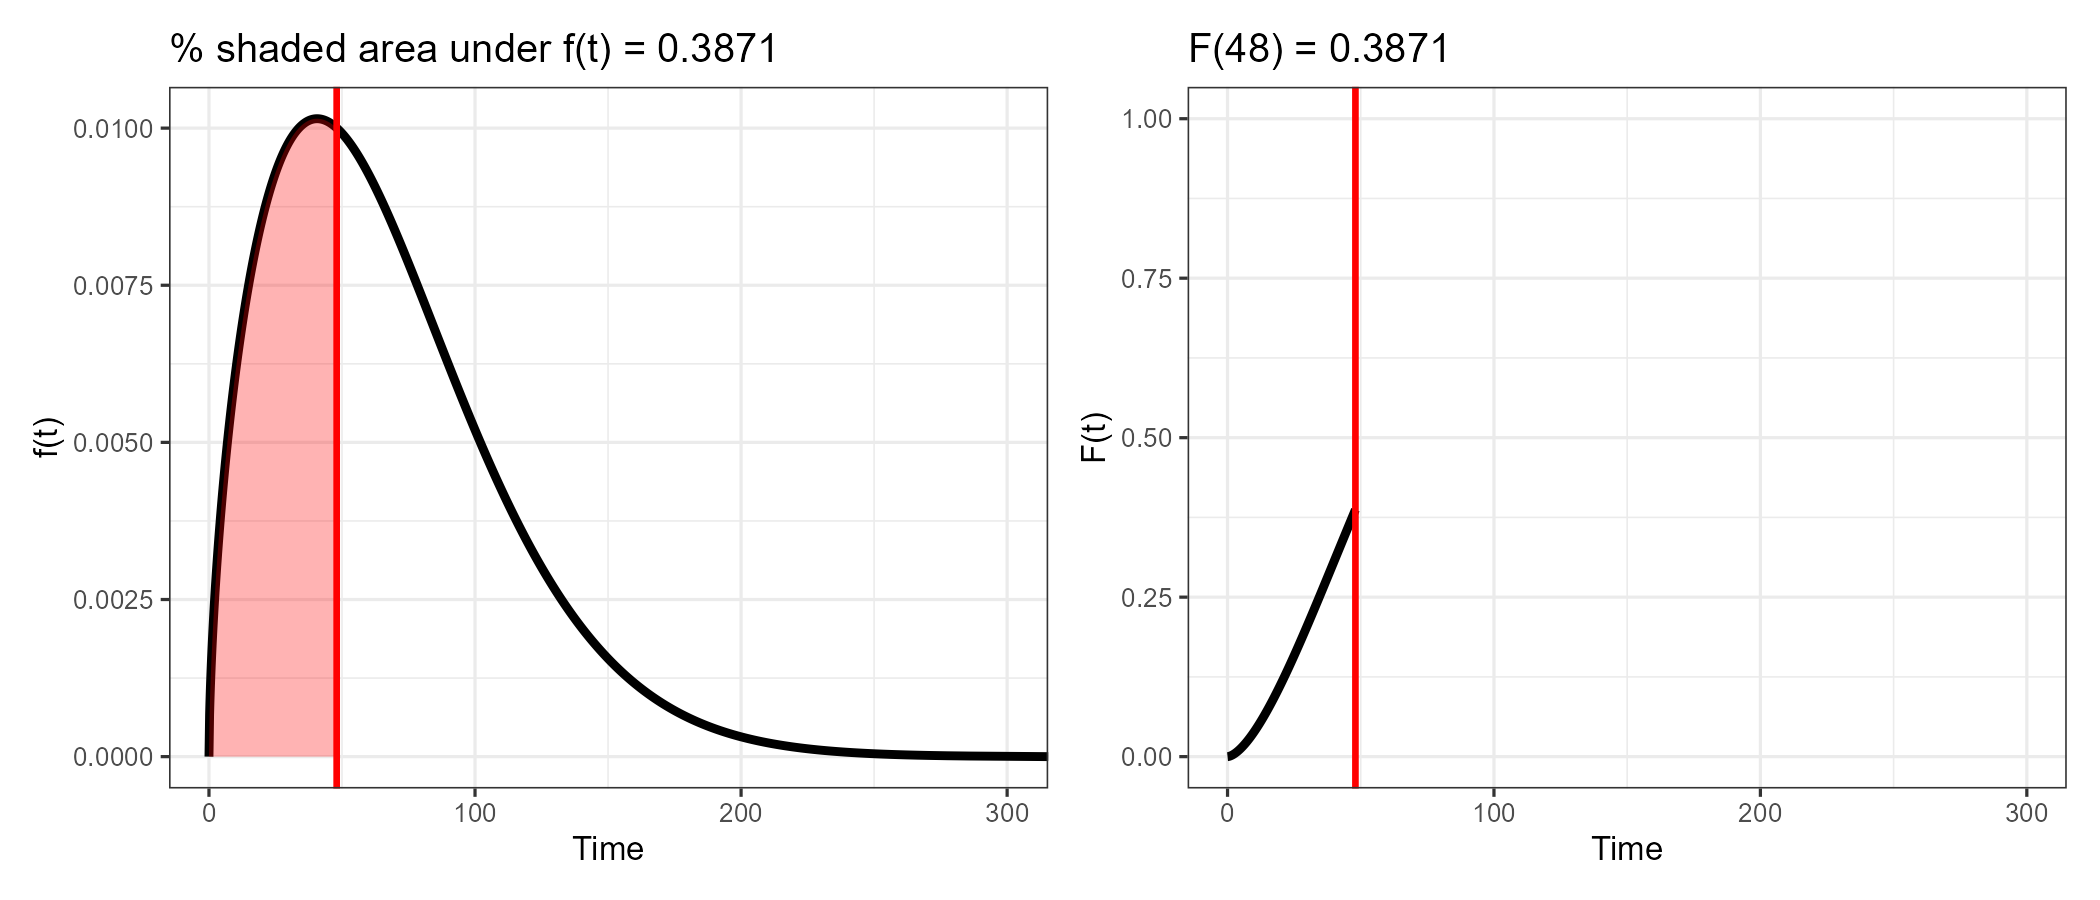 % shaded area under f(t) = 0.3871
f(t)
0.0100
0.0075
0.0050
0.0025
0.0000
0 100 200 300
Time
F(48) = 0.3871
F(t)
1.00
0.75
0.50
0.25
0.00
0 100 200 300
Time